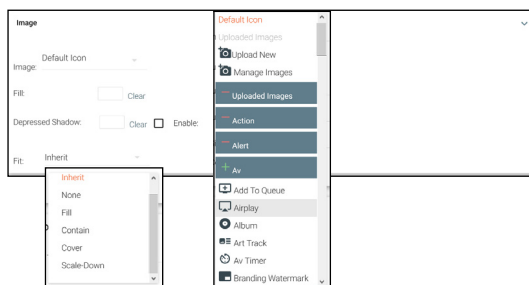 Image
Image:
Default Icon
Fill:
Clear
Depressed Shadow:
Clear
Enable:
Fit:
Inherit
Inherit
None
Fill
Contain
Cover
Scale-Down
Default Icon
Uploaded Images
Upload New
Manage Images
Uploaded Images
Action
Alert
Av
Add To Queue
Airplay
Album
Art Track
Av Timer
Branding Watermark